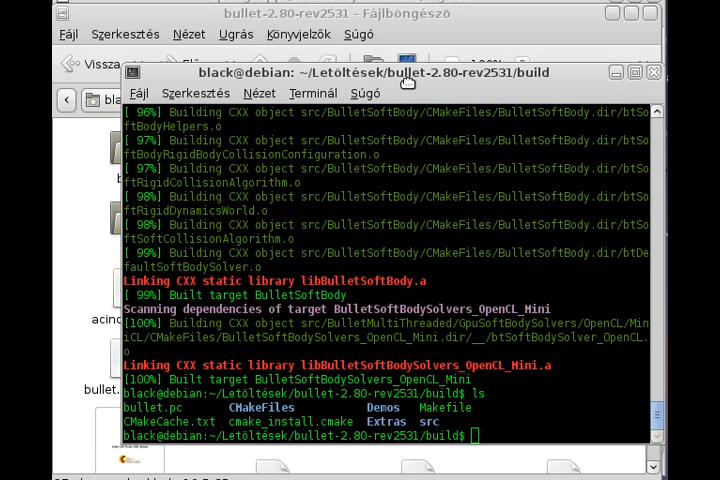 bullet-2.80-rev2531 – Fájlböngésző
Fájl Szerkesztés Nézet Ugrás Könyvjelzők Súgó
Vissza 100%
black@debian: ~/Letöltések/bullet-2.80-rev2531/build
Fájl Szerkesztés Nézet Terminál Súgó
bla
[ 96%] Building CXX object src/BulletSoftBody/CMakeFiles/BulletSoftBody.dir/btSo
ftBodyHelpers.o
[ 97%] Building CXX object src/BulletSoftBody/CMakeFiles/BulletSoftBody.dir/btSo
ftBodyRigidBodyCollisionConfiguration.o
[ 97%] Building CXX object src/BulletSoftBody/CMakeFiles/BulletSoftBody.dir/btSo
ftRigidCollisionAlgorithm.o
[ 98%] Building CXX object src/BulletSoftBody/CMakeFiles/BulletSoftBody.dir/btSo
ftRigidDynamicsWorld.o
[ 98%] Building CXX object src/BulletSoftBody/CMakeFiles/BulletSoftBody.dir/btSo
ftSoftCollisionAlgorithm.o
[ 99%] Building CXX object src/BulletSoftBody/CMakeFiles/BulletSoftBody.dir/btDe
faultSoftBodySolver.o
Linking CXX static library libBulletSoftBody.a
[ 99%] Built target BulletSoftBody
Scanning dependencies of target BulletSoftBodySolvers_OpenCL_Mini
[100%] Building CXX object src/BulletMultiThreaded/GpuSoftBodySolvers/OpenCL/Min
iCL/CMakeFiles/BulletSoftBodySolvers_OpenCL_Mini.dir/__/btSoftBodySolver_OpenCL.
o
Linking CXX static library libBulletSoftBodySolvers_OpenCL_Mini.a
[100%] Built target BulletSoftBodySolvers_OpenCL_Mini
black@debian:~/Letöltések/bullet-2.80-rev2531/build$ ls
bullet.pc CMakeFiles Demos Makefile
CMakeCache.txt cmake_install.cmake Extras src
black@debian:~/Letöltések/bullet-2.80-rev2531/build$
acinc
bullet.